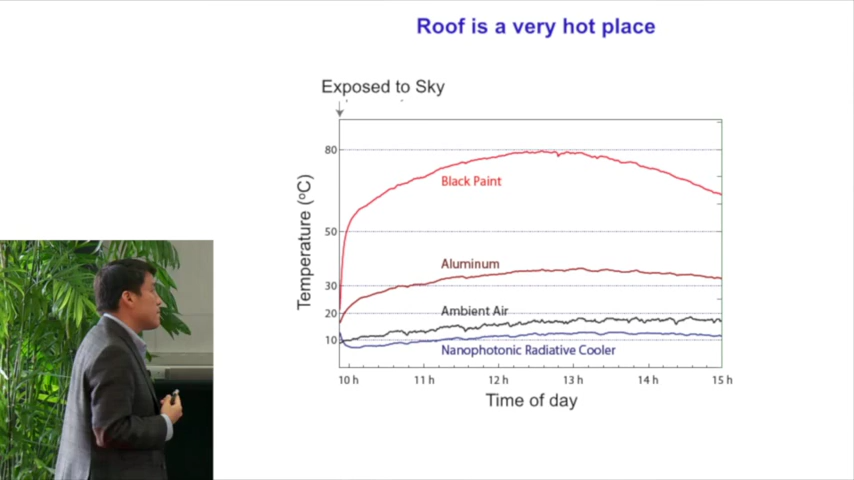 Roof is a very hot place
Exposed to Sky
80
50
30
20
10
Temperature (ºC)
Black Paint
Aluminum
Ambient Air
Nanophotonic Radiative Cooler
10 h 11 h 12 h 13 h 14 h 15 h
Time of day